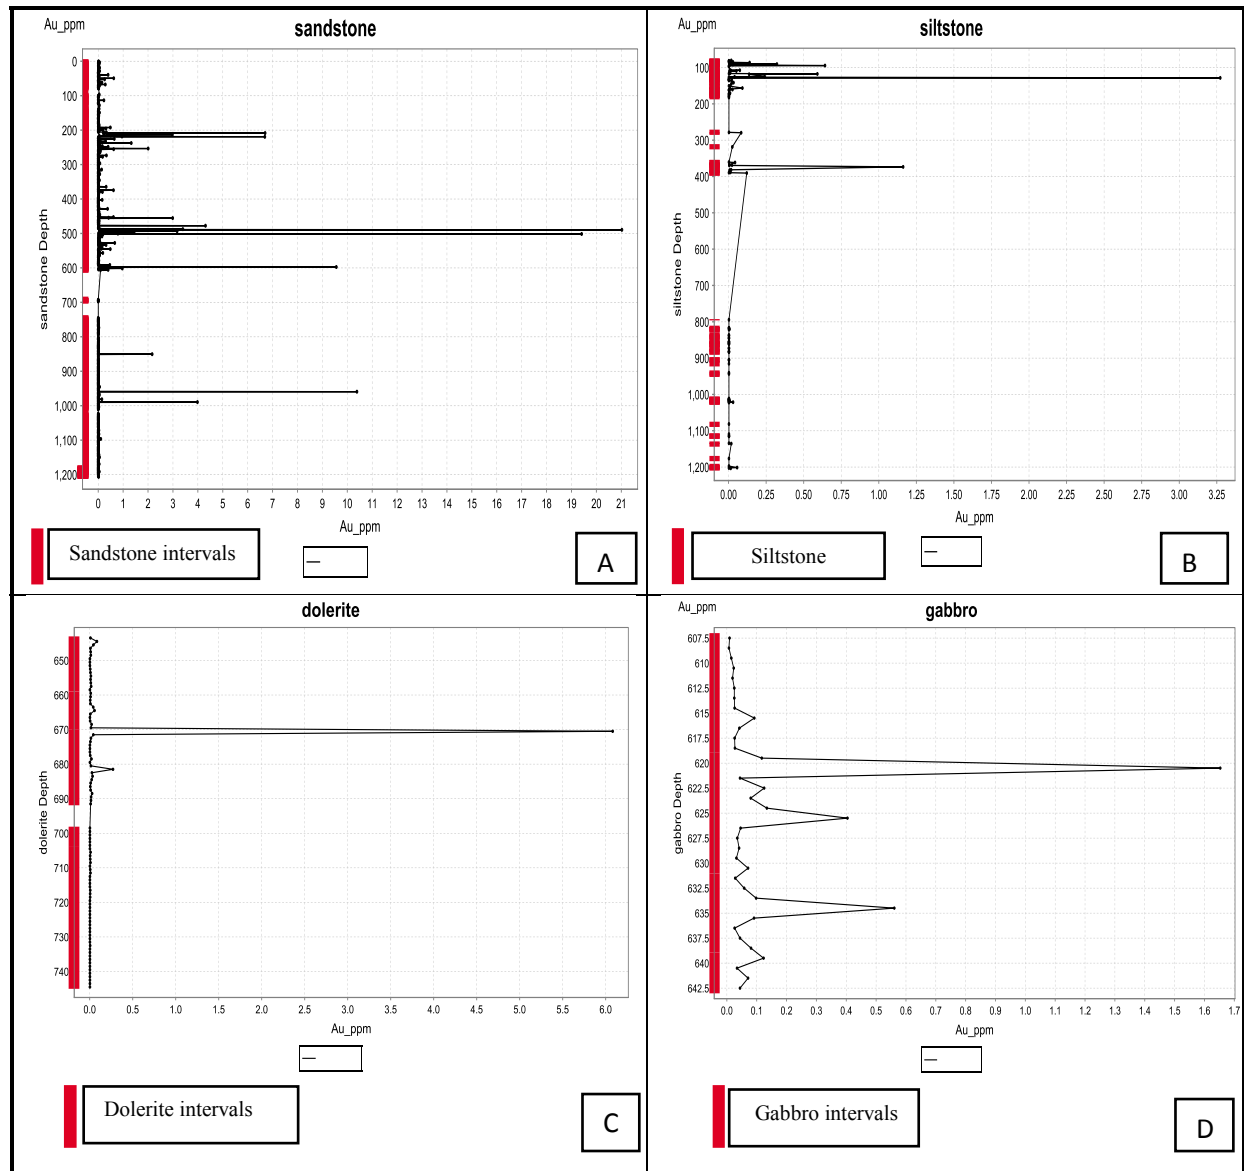 Au_ppm
sandstone
0
100
200
300
400
500
600
700
800
900
1,000
1,100
1,200
sandstone Depth
0 1 2 3 4 5 6 7 8 9 10 11 12 13 14 15 16 17 18 19 20 21
Au_ppm
Sandstone intervals
A
Au_ppm
siltstone
100
200
300
400
500
600
700
800
900
1,000
1,100
1,200
siltstone Depth
0.00 0.25 0.50 0.75 1.00 1.25 1.50 1.75 2.00 2.25 2.50 2.75 3.00 3.25
Au_ppm
Siltstone
B
dolerite
650
660
670
680
690
700
710
720
730
740
dolerite Depth
0.0 0.5 1.0 1.5 2.0 2.5 3.0 3.5 4.0 4.5 5.0 5.5 6.0
Au_ppm
Dolerite intervals
C
Au_ppm
gabbro
607.5
610
612.5
615
617.5
620
622.5
625
627.5
630
632.5
635
637.5
640
642.5
gabbro Depth
0.0 0.1 0.2 0.3 0.4 0.5 0.6 0.7 0.8 0.9 1.0 1.1 1.2 1.3 1.4 1.5 1.6 1.7
Au_ppm
Gabbro intervals
D